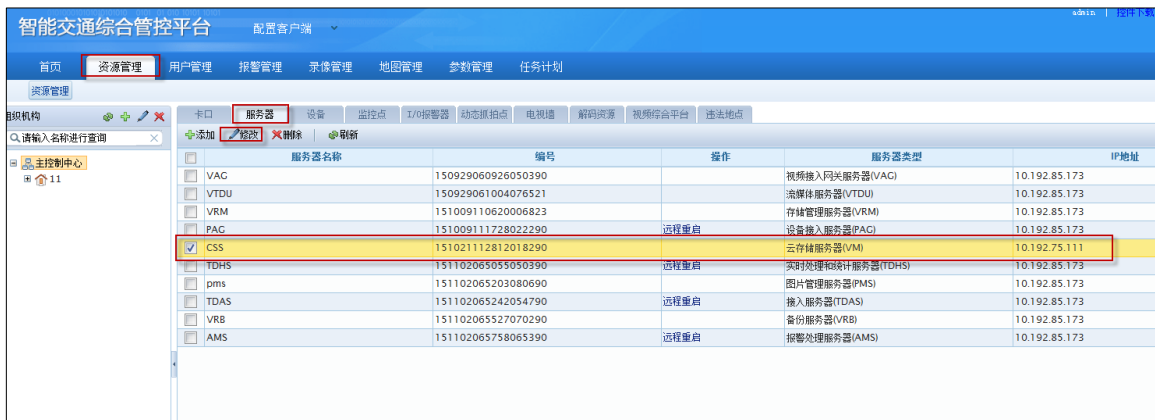 admin | 控件下载
智能交通综合管控平台 配置客户端
首页 资源管理 用户管理 报警管理 录像管理 地图管理 参数管理 任务计划
资源管理
组织机构
请输入名称进行查询
主控制中心
11
卡口 服务器 设备 监控点 I/O报警器 动态抓拍点 电视墙 解码资源 视频综合平台 违法地点
添加 修改 删除 | 刷新
服务器名称 编号 操作 服务器类型 IP地址
VAG 150929060926050390 视频接入网关服务器(VAG) 10.192.85.173
VTDU 150929061004076521 流媒体服务器(VTDU) 10.192.85.173
VRM 151009110620006823 存储管理服务器(VRM) 10.192.85.173
PAG 151009111728022290 远程重启 设备接入服务器(PAG) 10.192.85.173
CSS 151021112812018290 云存储服务器(VM) 10.192.75.111
TDHS 151102065055050390 远程重启 实时处理和统计服务器(TDHS) 10.192.85.173
pms 151102065203080690 图片管理服务器(PMS) 10.192.85.173
TDAS 151102065242054790 远程重启 接入服务器(TDAS) 10.192.85.173
VRB 151102065527070290 备份服务器(VRB) 10.192.85.173
AMS 151102065758065390 远程重启 报警处理服务器(AMS) 10.192.85.173